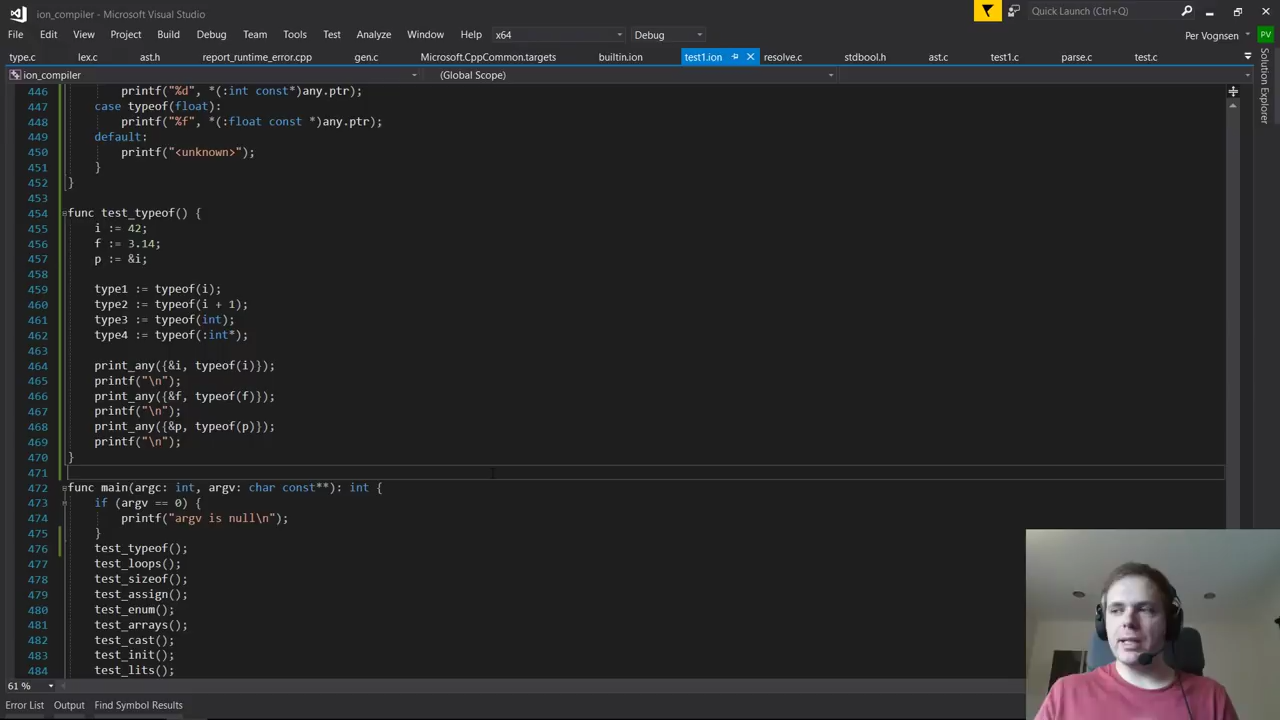 ion_compiler - Microsoft Visual Studio
Quick Launch (Ctrl+Q)
File Edit View Project Build Debug Team Tools Test Analyze Window Help x64 Debug Per Vognsen PV
type.c lex.c ast.h report_runtime_error.cpp gen.c Microsoft.CppCommon.targets builtin.ion test1.ion resolve.c stdbool.h ast.c test1.c parse.c test.c
ion_compiler (Global Scope)
Solution Explorer
446 printf("%d", *(:int const*)any.ptr);
447 case typeof(float):
448 printf("%f", *(:float const *)any.ptr);
449 default:
450 printf("<unknown>");
451 }
452 }
453
454 func test_typeof() {
455 i := 42;
456 f := 3.14;
457 p := &i;
458
459 type1 := typeof(i);
460 type2 := typeof(i + 1);
461 type3 := typeof(int);
462 type4 := typeof(:int*);
463
464 print_any({&i, typeof(i)});
465 printf("\n");
466 print_any({&f, typeof(f)});
467 printf("\n");
468 print_any({&p, typeof(p)});
469 printf("\n");
470 }
471
472 func main(argc: int, argv: char const**): int {
473 if (argv == 0) {
474 printf("argv is null\n");
475 }
476 test_typeof();
477 test_loops();
478 test_sizeof();
479 test_assign();
480 test_enum();
481 test_arrays();
482 test_cast();
483 test_init();
484 test_lits();
61 %
Error List Output Find Symbol Results